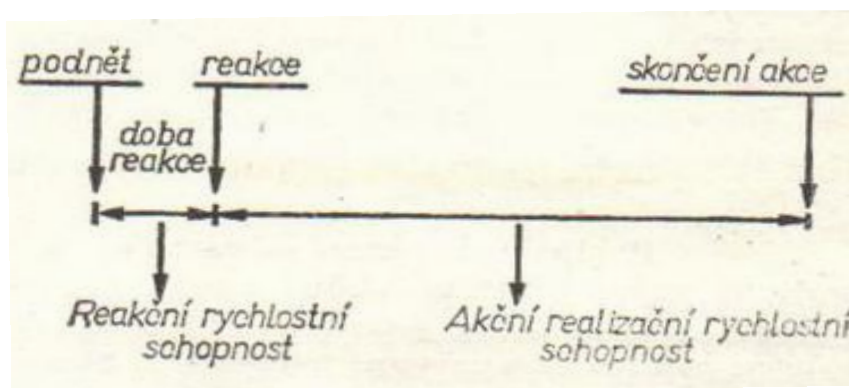 podnět
reakce
skončení akce
doba
reakce
Reakční rychlostní
schopnost
Akční realizační rychlostní
schopnost